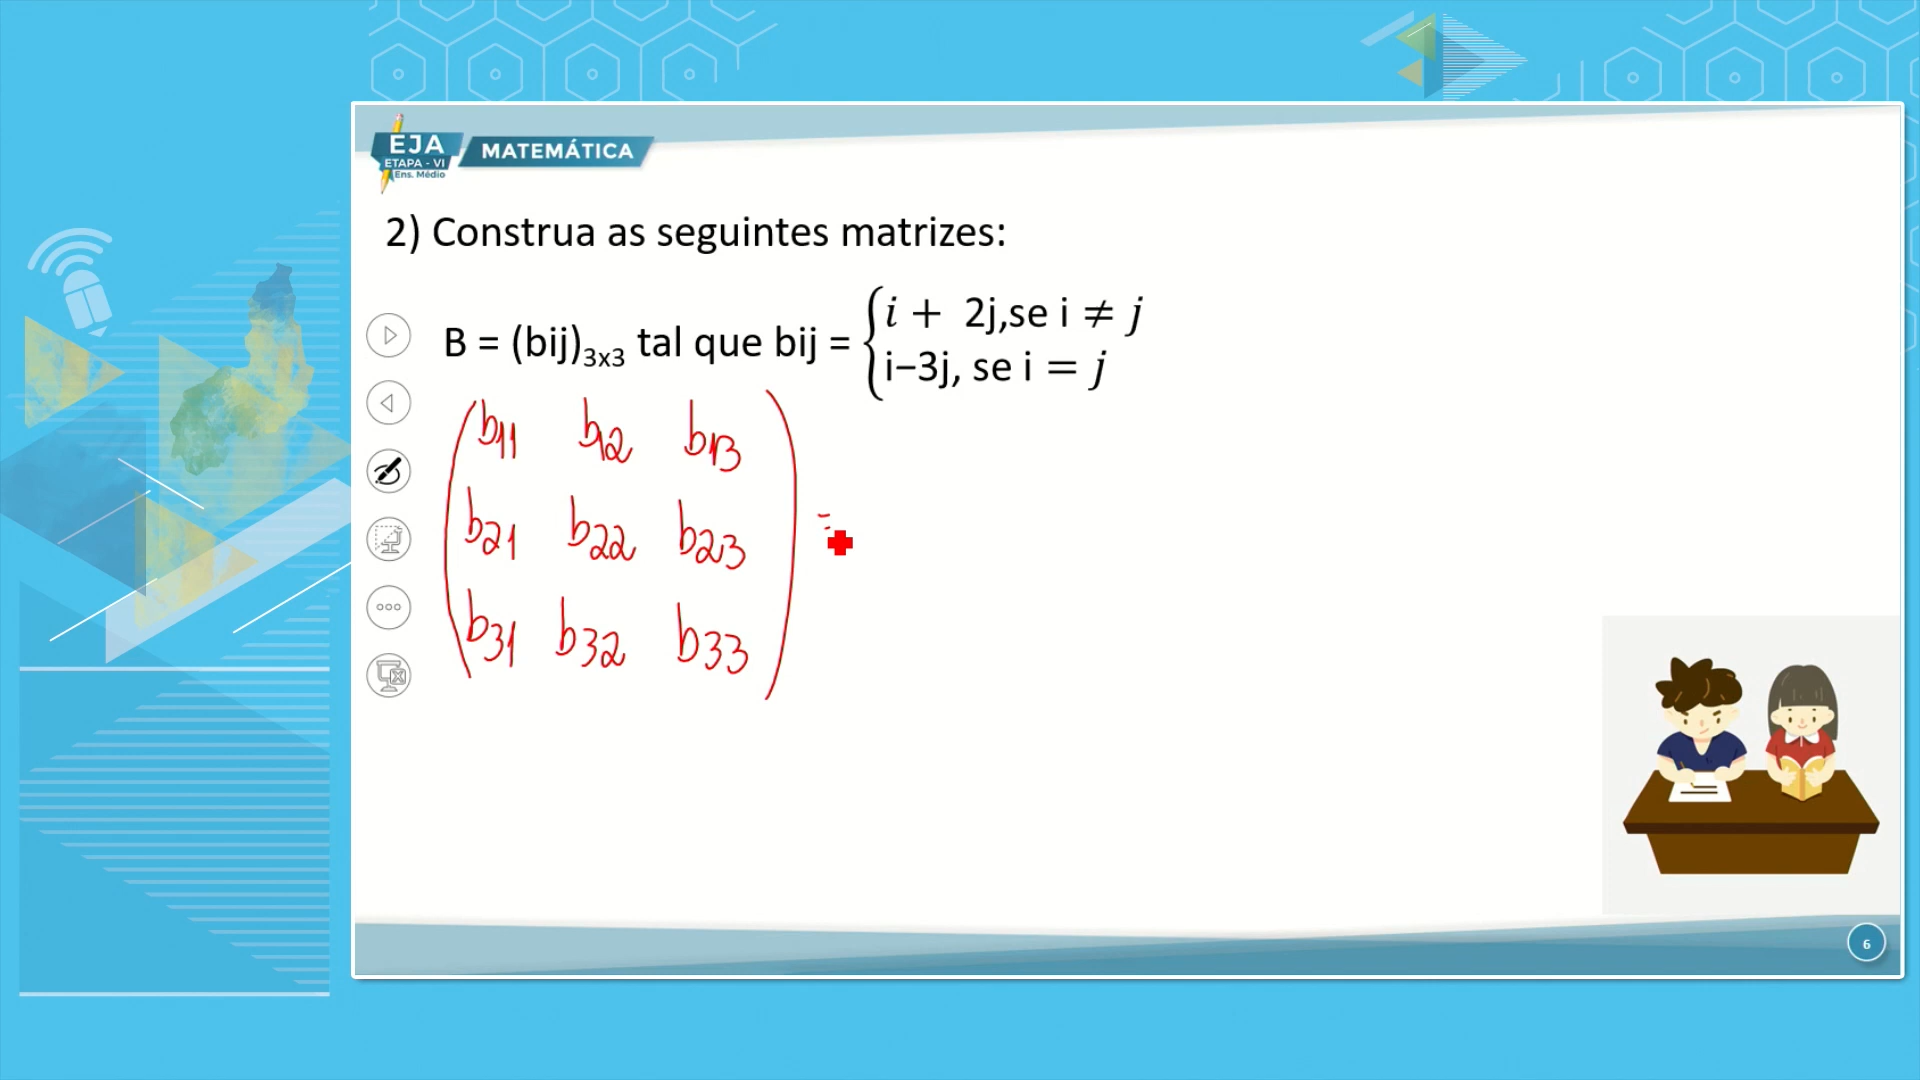 EJA
ETAPA - VI
Ens. Médio
MATEMÁTICA
2) Construa as seguintes matrizes:
B = (bij)3x3 tal que bij = {i + 2j,se i ≠ j
i−3j, se i = j
b11 b12 b13
b21 b22 b23 =
b31 b32 b33
6